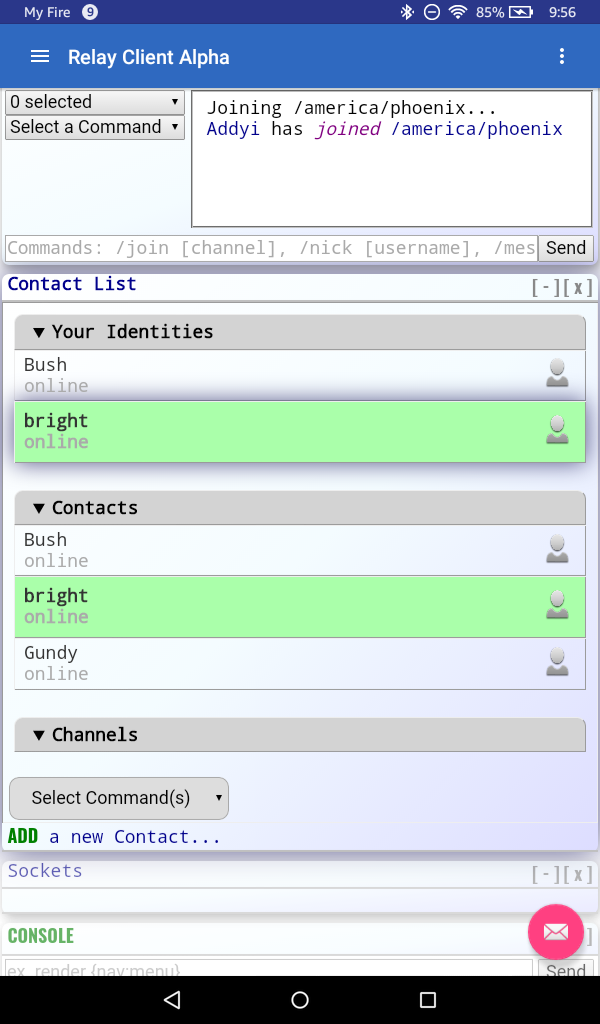 My Fire 9 85% 9:56
Relay Client Alpha
0 selected
Select a Command
Joining /america/phoenix...
Addyi has joined /america/phoenix
Commands: /join [channel], /nick [username], /mes
Send
Contact List [-][x]
Your Identities
Bush
online
bright
online
Contacts
Bush
online
bright
online
Gundy
online
Channels
Select Command(s)
ADD a new Contact...
Sockets [-][x]
CONSOLE ]
ex. render {nav:menu}
Send